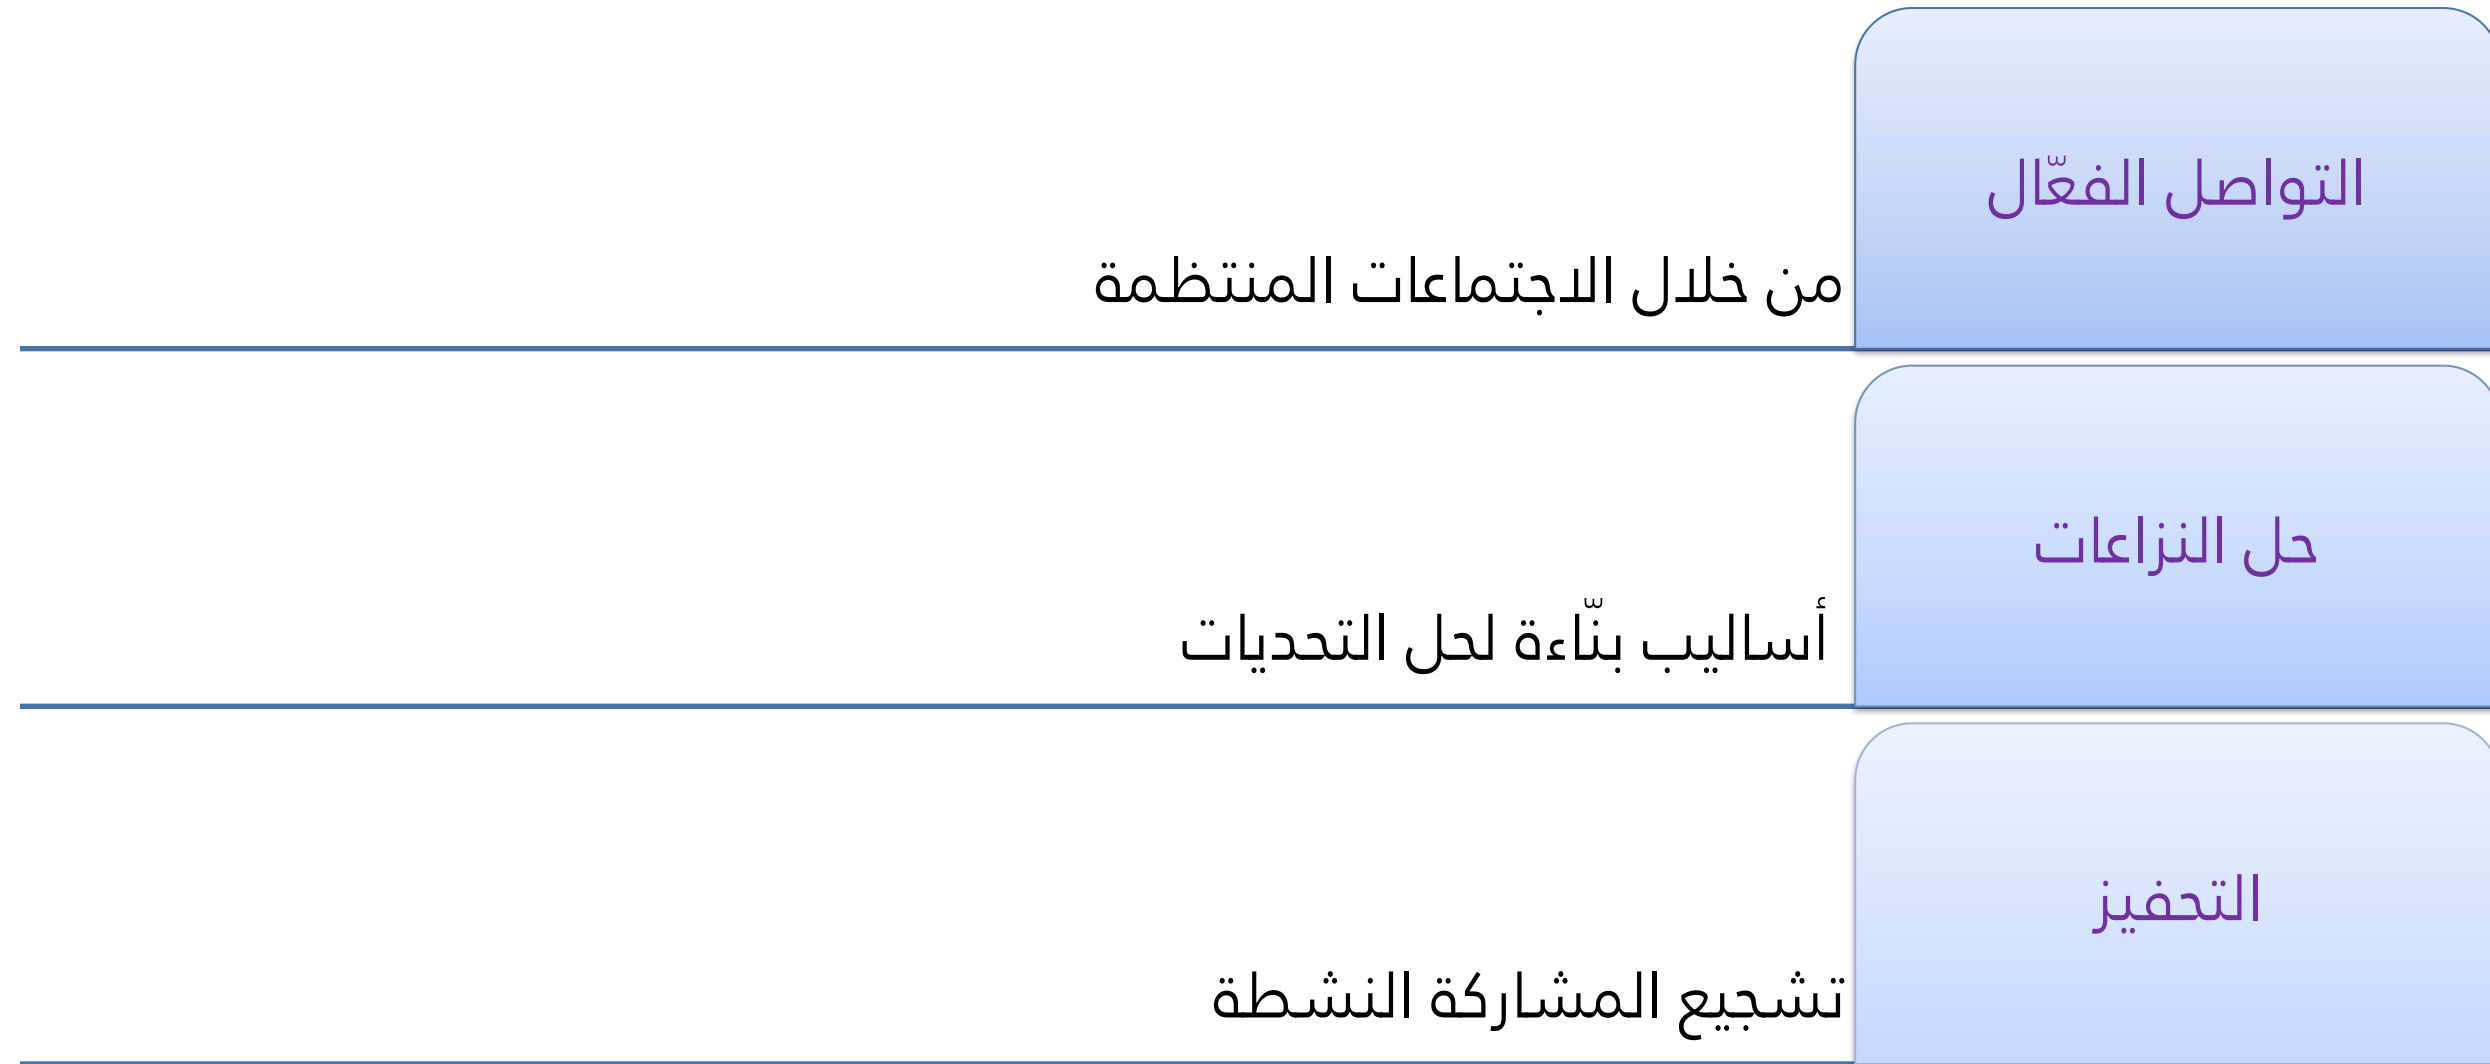 التواصل الفعّال
من خلال الاجتماعات المنتظمة
حل النزاعات
أساليب بنّاءة لحل التحديات
التحفيز
تشجيع المشاركة النشطة